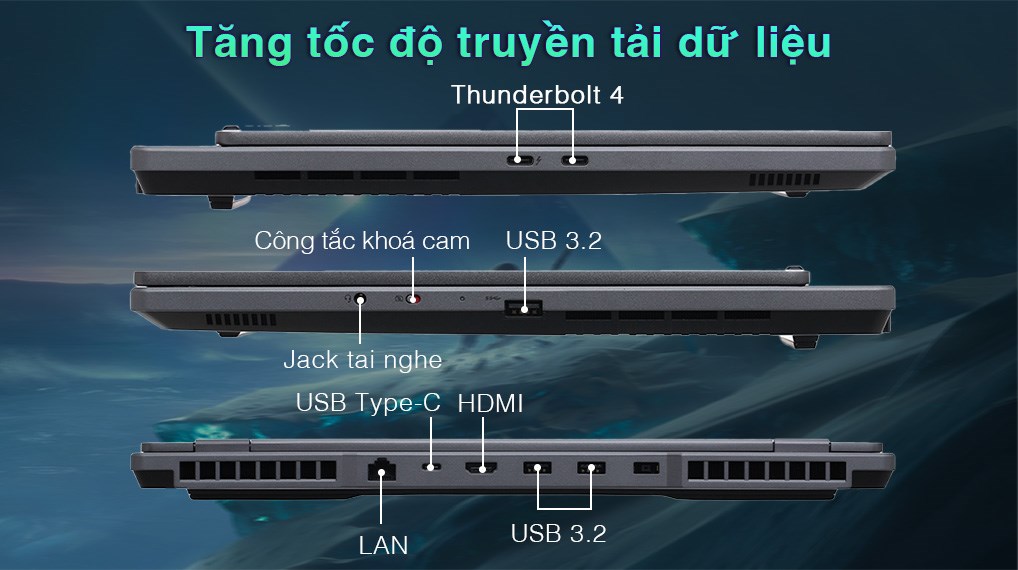 Tăng tốc độ truyền tải dữ liệu
Thunderbolt 4
Công tắc khoá cam
USB 3.2
Jack tai nghe
USB Type-C
HDMI
LAN
USB 3.2